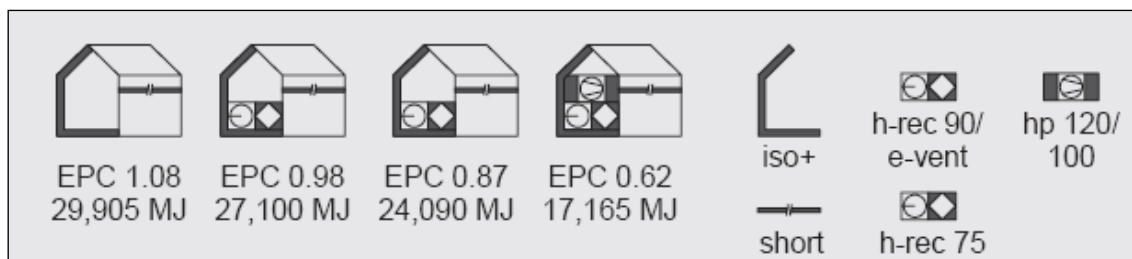 EPC 1.08 EPC 0.98 EPC 0.87 EPC 0.62
29,905 MJ 27,100 MJ 24,090 MJ 17,165 MJ
iso+
h-rec 90/
e-vent
hp 120/
100
short
h-rec 75